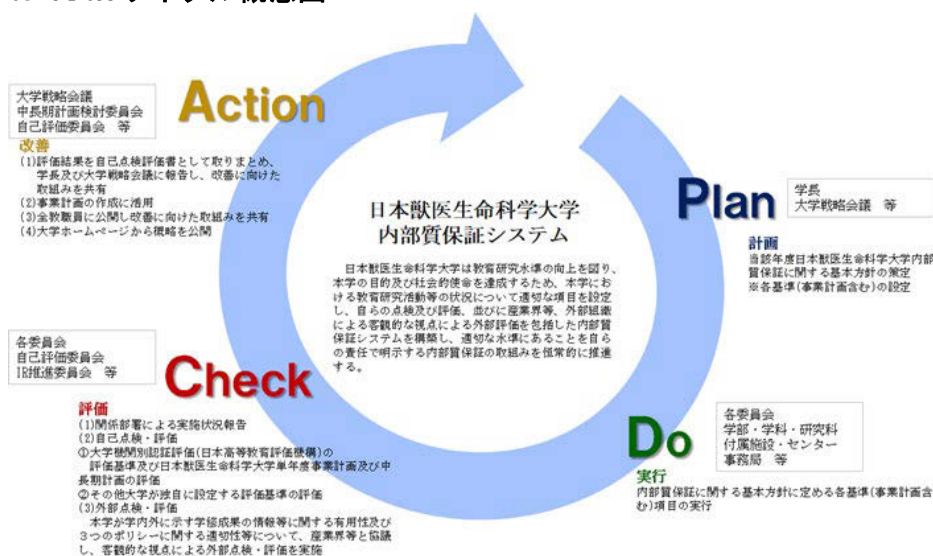 Action
大学戦略会議
中長期計画検討委員会
自己評価委員会 等
改善
(1)評価結果を自己点検評価書として取りまとめ、
学長及び大学戦略会議に報告し、改善に向けた
取組みを共有
(2)事業計画の作成に活用
(3)全教職員に公開し改善に向けた取組みを共有
(4)大学ホームページから概略を公開
Plan
学長
大学戦略会議 等
計画
当該年度日本獣医生命科学大学内部
質保証に関する基本方針の策定
※各基準(事業計画含む)の設定
日本獣医生命科学大学
内部質保証システム
日本獣医生命科学大学は教育研究水準の向上を図り、
本学の目的及び社会的使命を達成するため、本学にお
ける教育研究活動等の状況について適切な項目を設定
し、自らの点検及び評価、並びに産業界等、外部組織
による客観的な視点による外部評価を包括した内部質
保証システムを構築し、適切な水準にあることを自ら
の責任で明示する内部質保証の取組みを恒常的に推進
する。
各委員会
自己評価委員会
IR推進委員会 等
Check
評価
(1)関係部署による実施状況報告
(2)自己点検・評価
①大学機関別認証評価(日本高等教育評価機構)の
評価基準及び日本獣医生命科学大学単年度事業計画及び中
長期計画の評価
②その他大学が独自に設定する評価基準の評価
(3)外部点検・評価
本学が学内外に示す学修成果の情報等に関する有用性及び
3つのポリシーに関する適切性等について、産業界等と協議
し、客観的な視点による外部点検・評価を実施
Do
各委員会
学部・学科・研究科
付属施設・センター
事務局 等
実行
内部質保証に関する基本方針に定める各基準(事業計画含
む)項目の実行